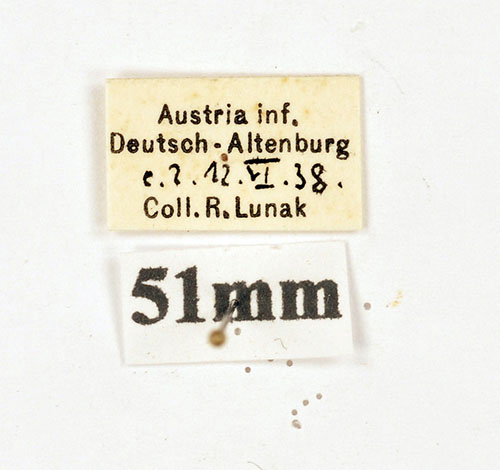 Austria inf.
Deutsch-Altenburg
e.l. 12.VI.38.
Coll. R. Lunak
51mm